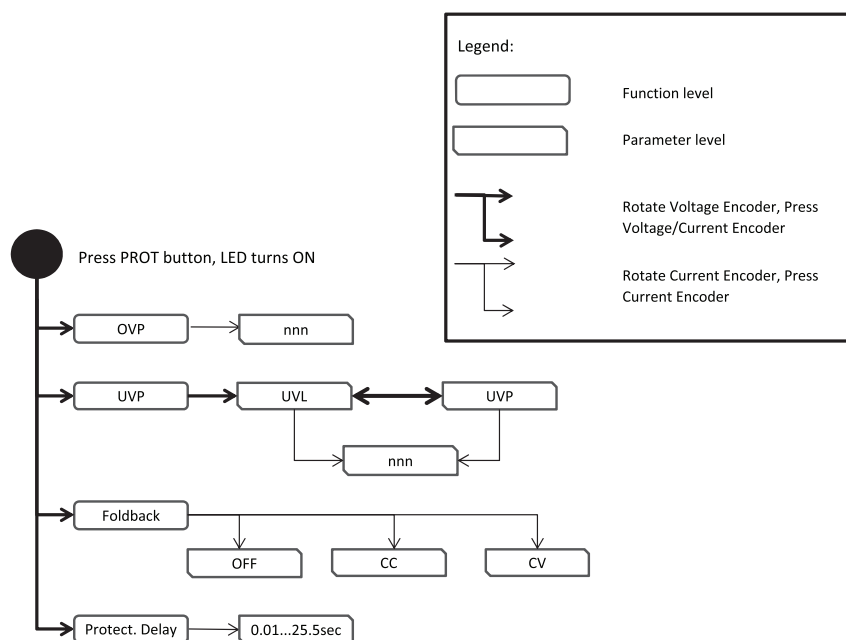 Legend:
Function level
Parameter level
Rotate Voltage Encoder, Press
Voltage/Current Encoder
Rotate Current Encoder, Press
Current Encoder
Press PROT button, LED turns ON
OVP
nnn
UVP
UVL
UVP
nnn
Foldback
OFF
CC
CV
Protect. Delay
0.01...25.5sec